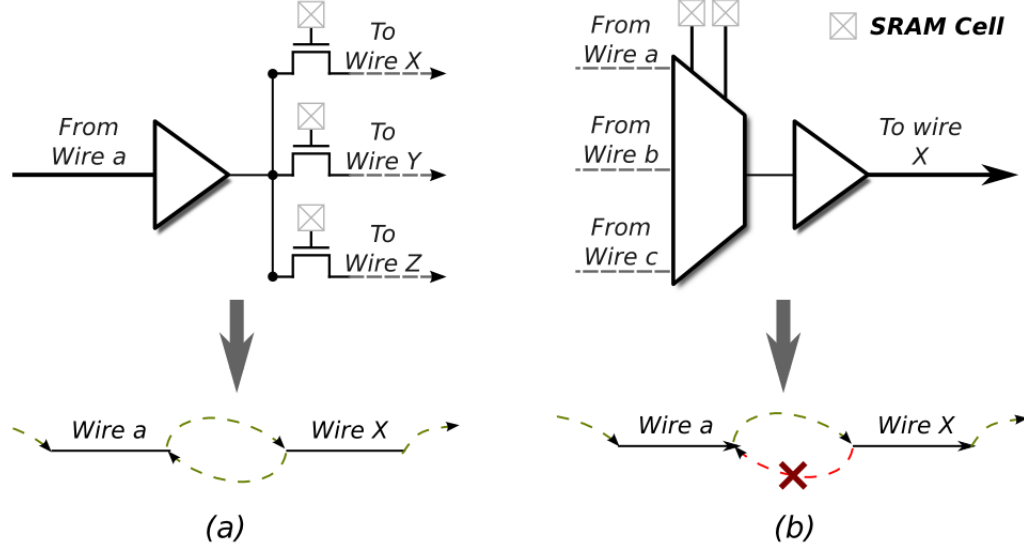 To
Wire X
From
Wire a
To
Wire Y
To
Wire Z
Wire a
Wire X
(a)
From
Wire a
SRAM Cell
From
Wire b
To wire
X
From
Wire c
Wire a
Wire X
(b)